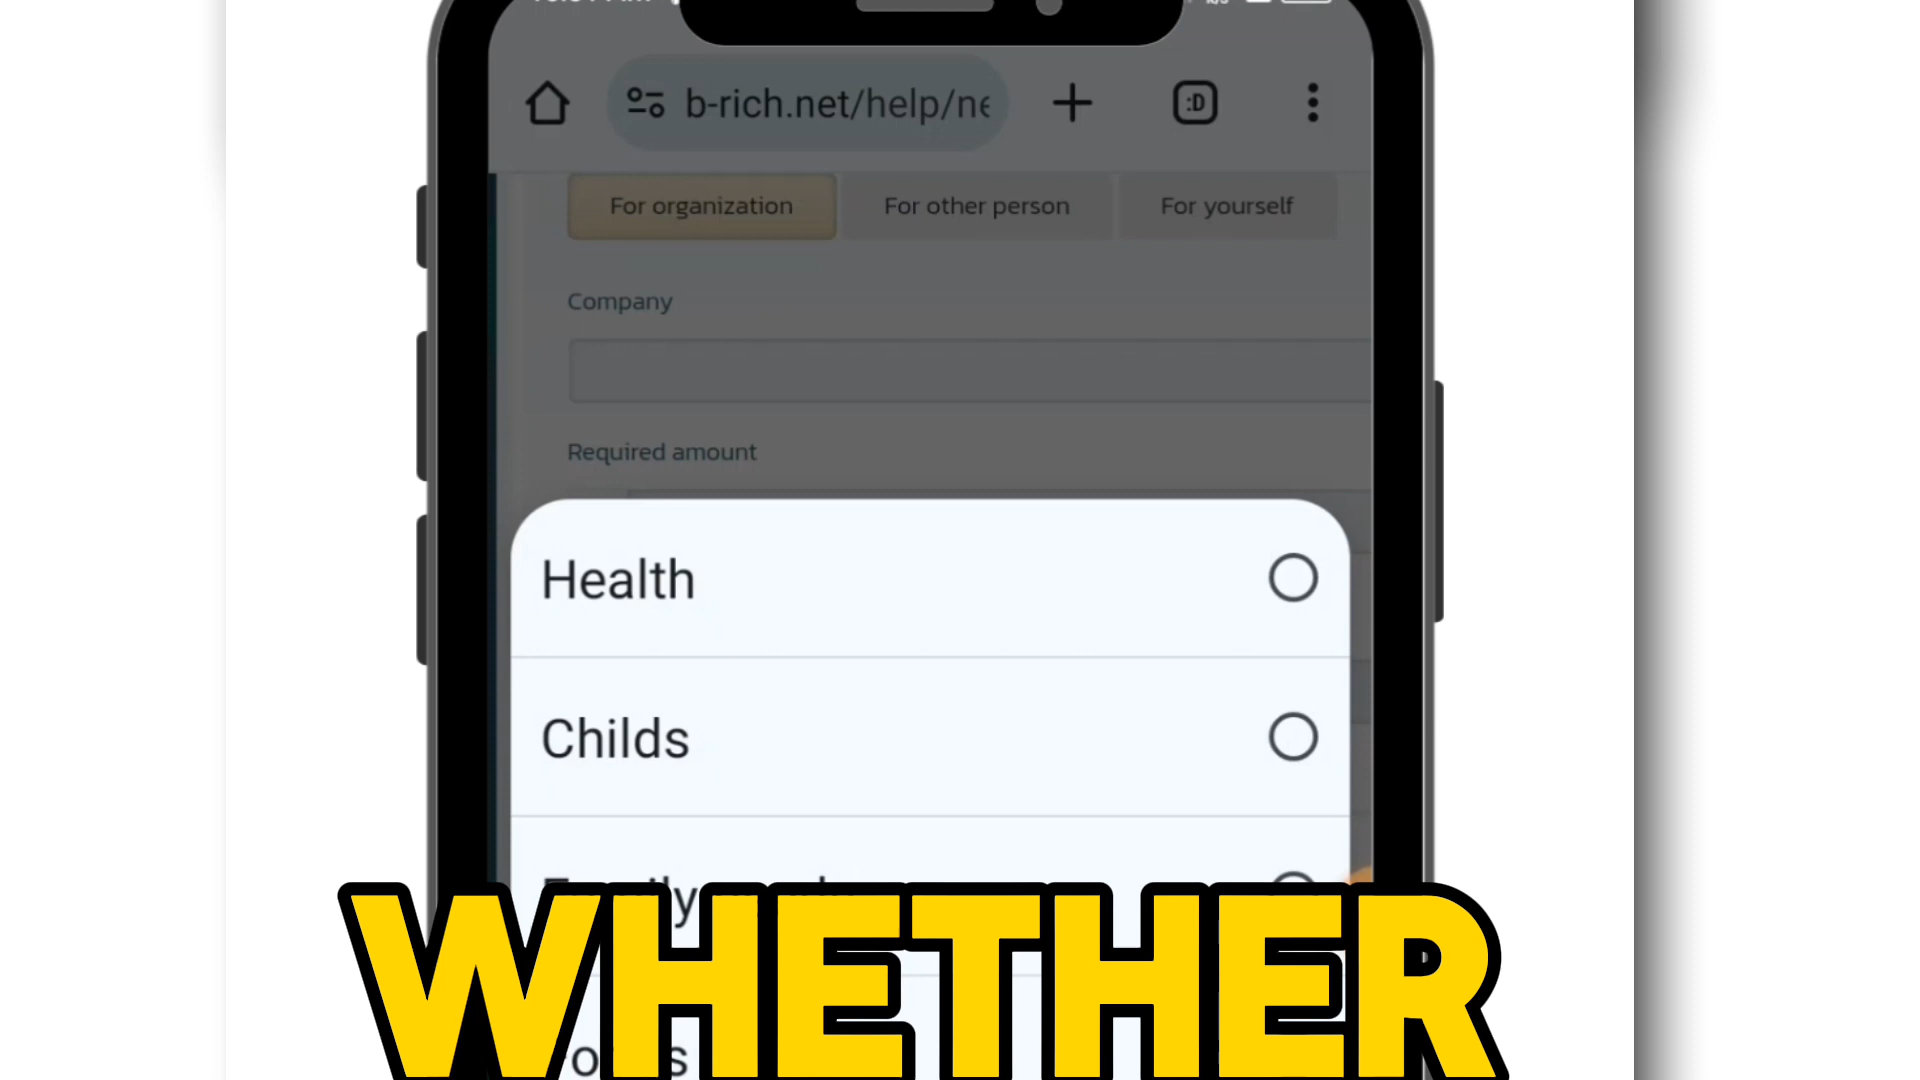 b-rich.net/help/ne
:D
For organization For other person For yourself
Company
Required amount
Health
Childs
WHETHER